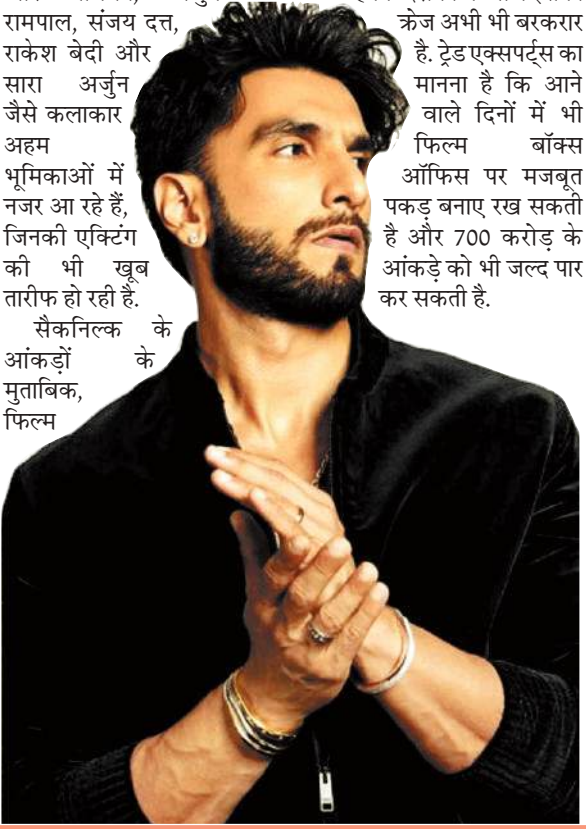 रामपाल, संजय दत्त,
राकेश बेदी और
सारा अर्जुन
जैसे कलाकार
अहम
भूमिकाओं में
नजर आ रहे हैं,
जिनकी एक्टिंग
की भी खूब
तारीफ हो रही है.
सैकनिल्क के
आंकड़ों के
मुताबिक,
फिल्म
क्रेज अभी भी बरकरार
है. ट्रेड एक्सपर्ट्स का
मानना है कि आने
वाले दिनों में भी
फिल्म बॉक्स
ऑफिस पर मजबूत
पकड़ बनाए रख सकती
है और 700 करोड़ के
आंकड़े को भी जल्द पार
कर सकती है.